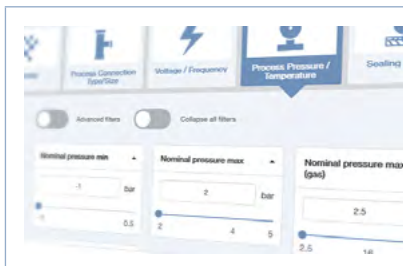 Process Connection
Type/Size
Voltage / Frequency
Process Pressure /
Temperature
Sealing
Advanced filters
Collapse all filters
Nominal pressure min
-1
bar
-1
0.5
Nominal pressure max
2
bar
2
4
5
Nominal pressure max
(gas)
2.5
2.5
16